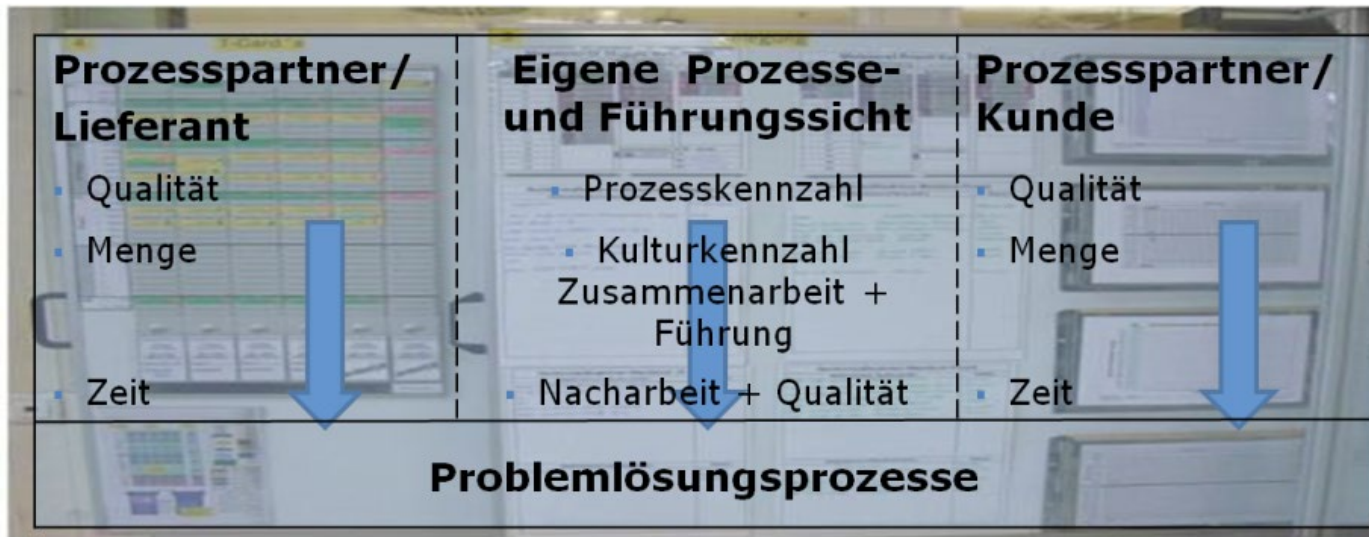 T-Card's
Prozesspartner/
Lieferant
Qualität
Menge
Zeit
Eigene Prozesse-
und Führungssicht
Prozesskennzahl
Kulturkennzahl
Zusammenarbeit +
Führung
Nacharbeit + Qualität
Prozesspartner/
Kunde
Qualität
Menge
Zeit
Problemlösungsprozesse